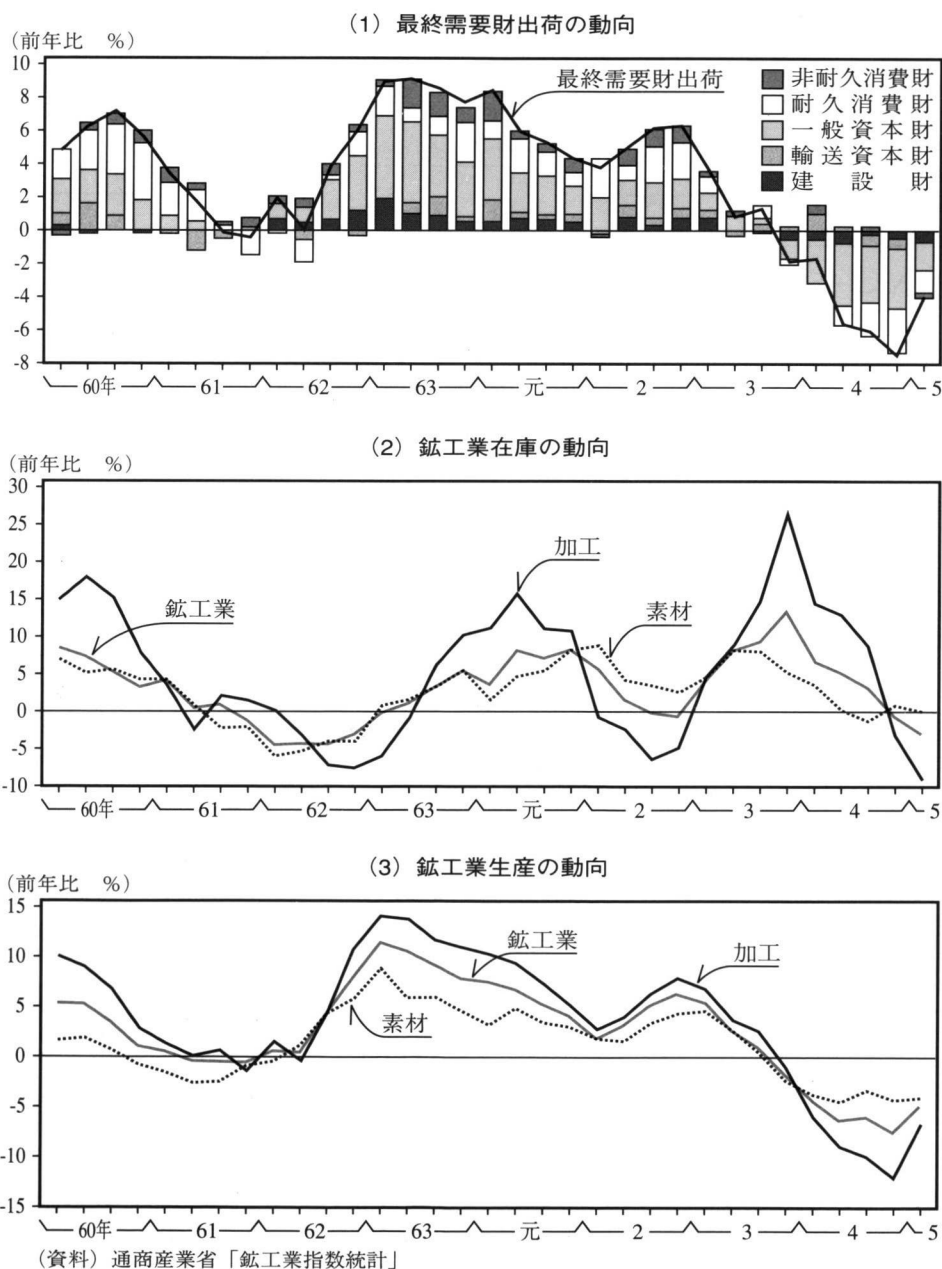 (1) 最終需要財出荷の動向
(前年比 %)
10
8
6
4
2
0
-2
-4
-6
-8
最終需要財出荷
非耐久消費財
耐久消費財
一般資本財
輸送資本財
建設財
60年 61 62 63 元 2 3 4 5
(2) 鉱工業在庫の動向
(前年比 %)
30
25
20
15
10
5
0
-5
-10
鉱工業
加工
素材
60年 61 62 63 元 2 3 4 5
(3) 鉱工業生産の動向
(前年比 %)
15
10
5
0
-5
-10
-15
鉱工業
加工
素材
60年 61 62 63 元 2 3 4 5
(資料) 通商産業省「鉱工業指数統計」